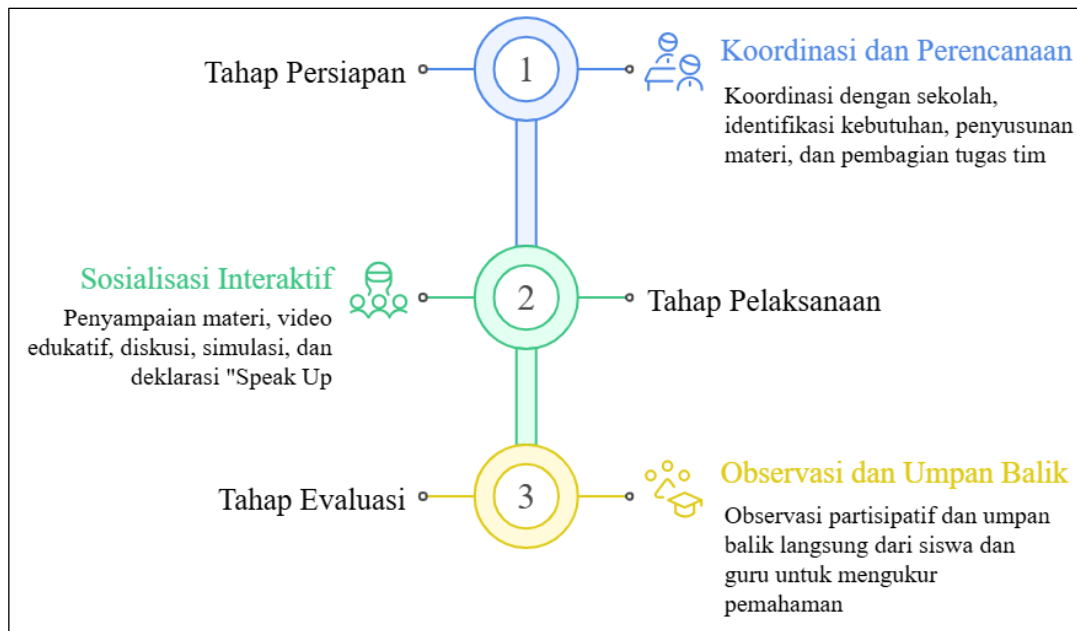 Tahap Persiapan
1
Koordinasi dan Perencanaan
Koordinasi dengan sekolah,
identifikasi kebutuhan, penyusunan
materi, dan pembagian tugas tim
Sosialisasi Interaktif
Penyampaian materi, video
edukatif, diskusi, simulasi, dan
deklarasi "Speak Up
2
Tahap Pelaksanaan
Tahap Evaluasi
3
Observasi dan Umpan Balik
Observasi partisipatif dan umpan
balik langsung dari siswa dan
guru untuk mengukur
pemahaman